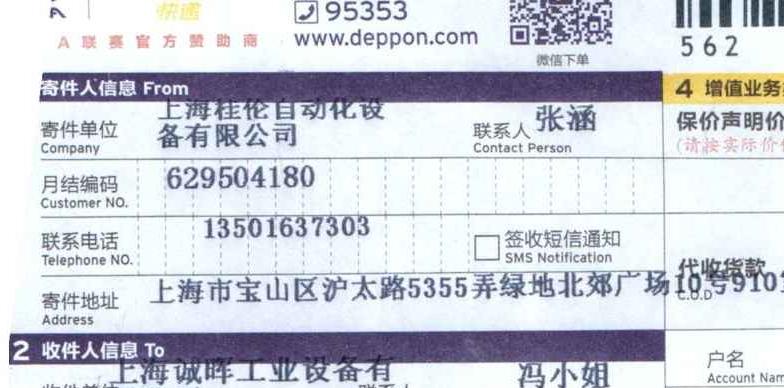 快递
A联赛官方赞助商
95353
www.deppon.com
微信下单
562
寄件人信息 From
4 增值业务
上海桂伦自动化设
备有限公司
寄件单位
Company
联系人
Contact Person
张涵
保价声明价
(请按实际价
月结编码
Customer NO.
629504180
联系电话
Telephone NO.
13501637303
签收短信通知
SMS Notification
代收货款
C.O.D
寄件地址
Address
上海市宝山区沪太路5355弄绿地北郊广场10号910
2 收件人信息 To
上海诚晖工业设备有
冯小姐
户名
Account Nam